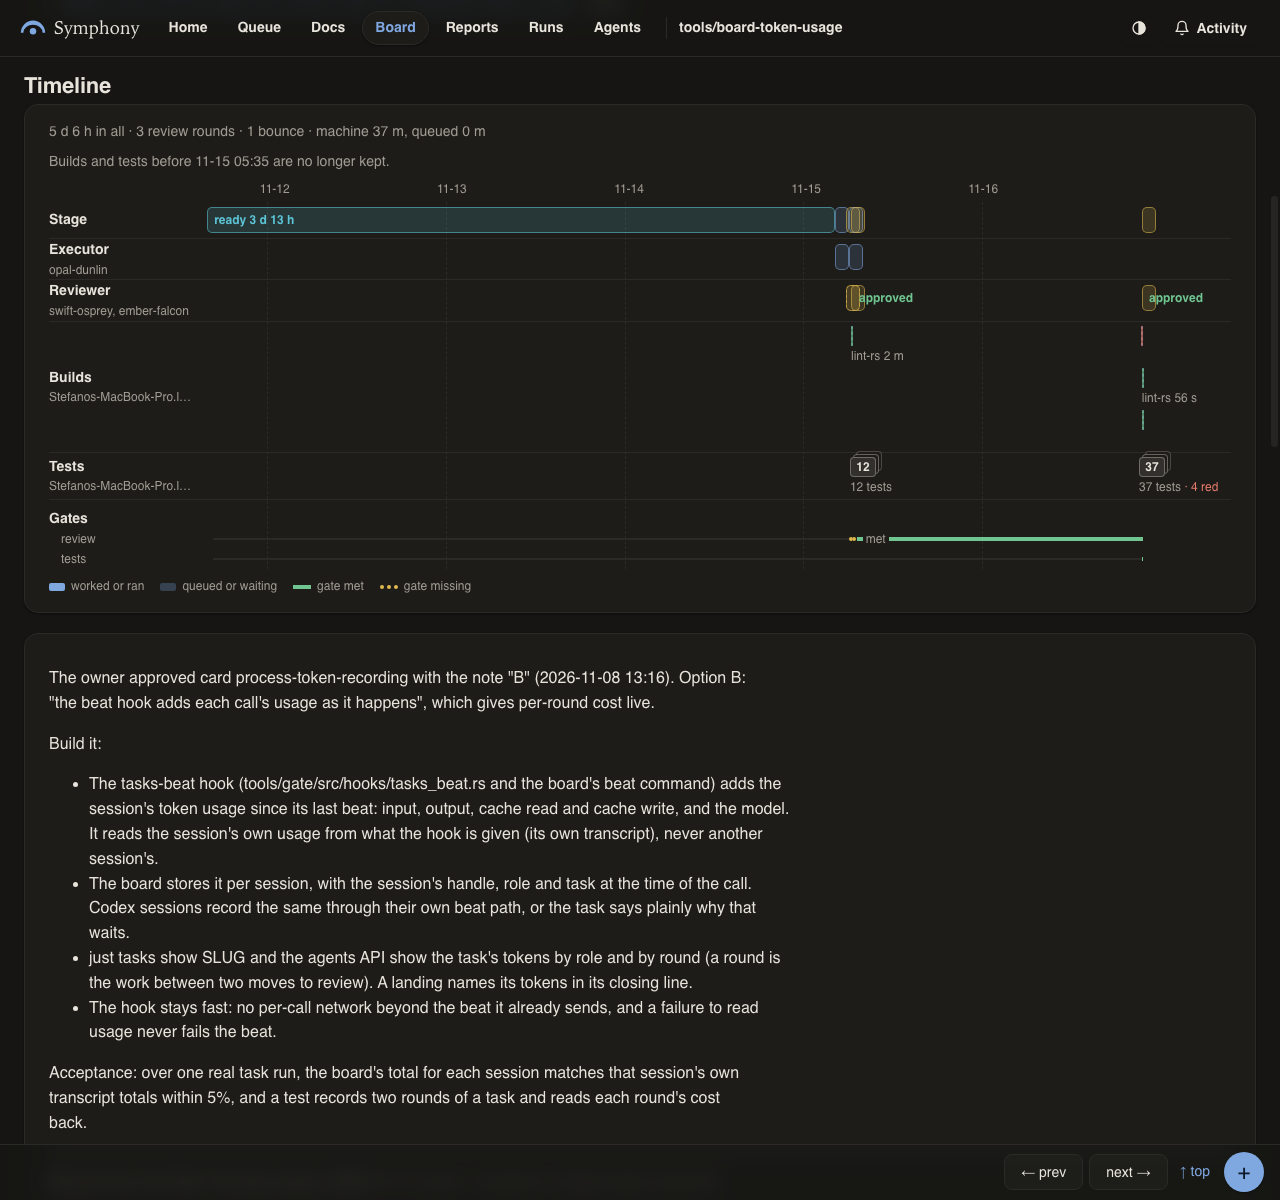 Symphony
Home
Queue
Docs
Board
Reports
Runs
Agents
tools/board-token-usage
Activity
Timeline
5 d 6 h in all · 3 review rounds · 1 bounce · machine 37 m, queued 0 m
Builds and tests before 11-15 05:35 are no longer kept.
11-12
11-13
11-14
11-15
11-16
Stage
ready 3 d 13 h
Executor
opal-dunlin
Reviewer
swift-osprey, ember-falcon
approved
approved
lint-rs 2 m
Builds
Stefanos-MacBook-Pro.l…
lint-rs 56 s
Tests
Stefanos-MacBook-Pro.l…
12
12 tests
37
37 tests · 4 red
Gates
review
met
tests
worked or ran
queued or waiting
gate met
gate missing
The owner approved card process-token-recording with the note "B" (2026-11-08 13:16). Option B:
"the beat hook adds each call's usage as it happens", which gives per-round cost live.
Build it:
• The tasks-beat hook (tools/gate/src/hooks/tasks_beat.rs and the board's beat command) adds the
session's token usage since its last beat: input, output, cache read and cache write, and the model.
It reads the session's own usage from what the hook is given (its own transcript), never another
session's.
• The board stores it per session, with the session's handle, role and task at the time of the call.
Codex sessions record the same through their own beat path, or the task says plainly why that
waits.
• just tasks show SLUG and the agents API show the task's tokens by role and by round (a round is
the work between two moves to review). A landing names its tokens in its closing line.
• The hook stays fast: no per-call network beyond the beat it already sends, and a failure to read
usage never fails the beat.
Acceptance: over one real task run, the board's total for each session matches that session's own
transcript totals within 5%, and a test records two rounds of a task and reads each round's cost
back.
← prev
next →
↑ top
+